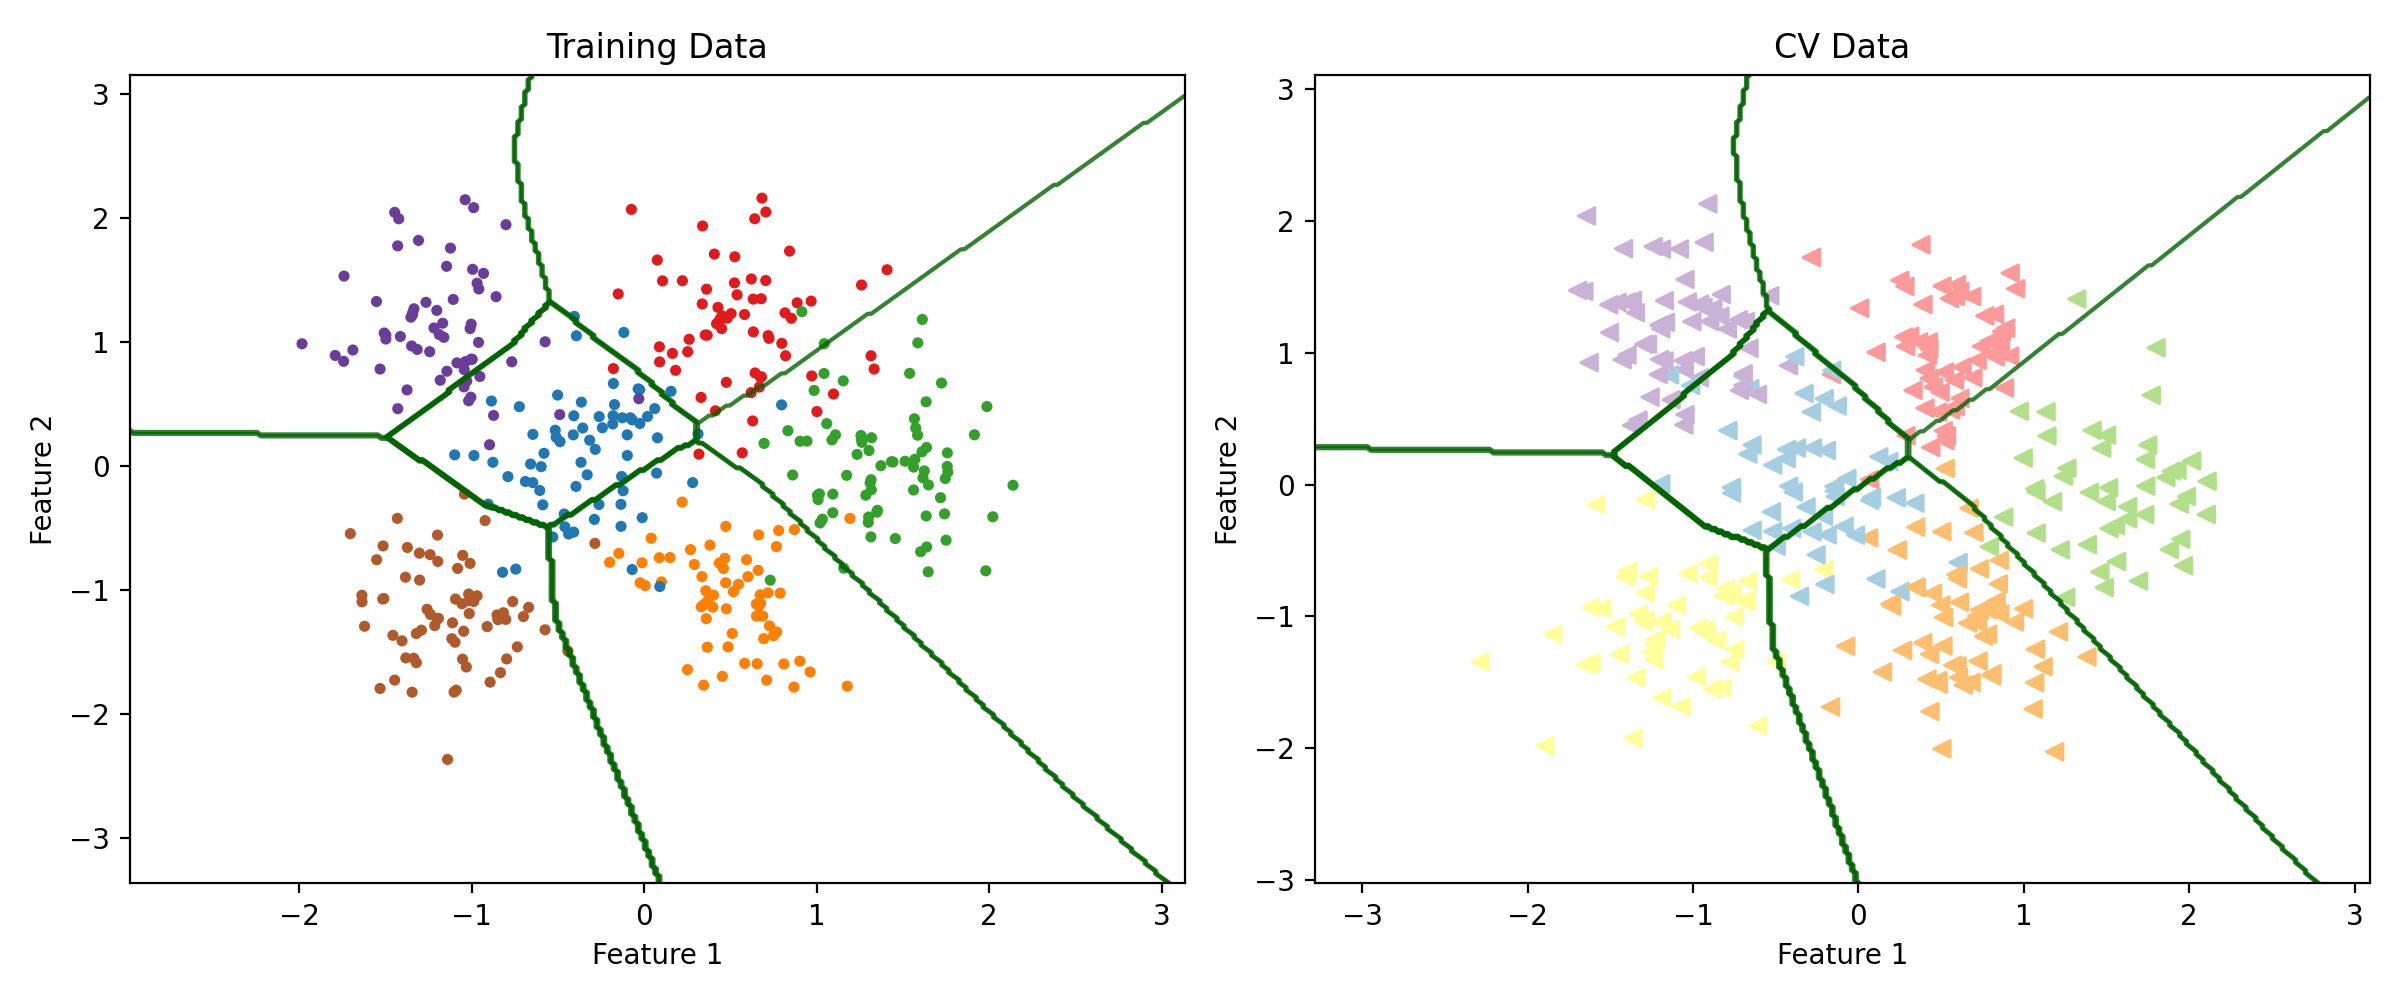 Training Data
3
2
1
0
−1
−2
−3
Feature 2
−2 −1 0 1 2 3
Feature 1
CV Data
3
2
1
0
−1
−2
−3
Feature 2
−3 −2 −1 0 1 2 3
Feature 1